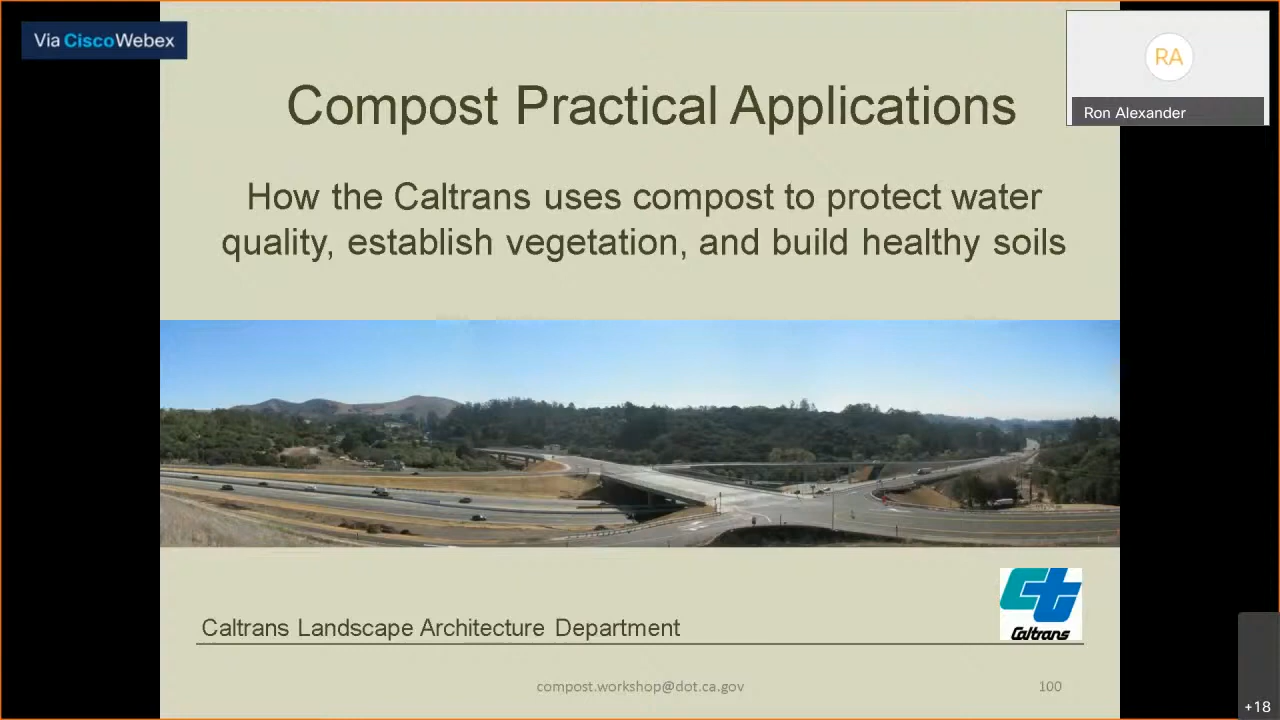 Via CiscoWebex
RA
Ron Alexander
Compost Practical Applications
How the Caltrans uses compost to protect water
quality, establish vegetation, and build healthy soils
Caltrans
Caltrans Landscape Architecture Department
compost.workshop@dot.ca.gov
100
+18